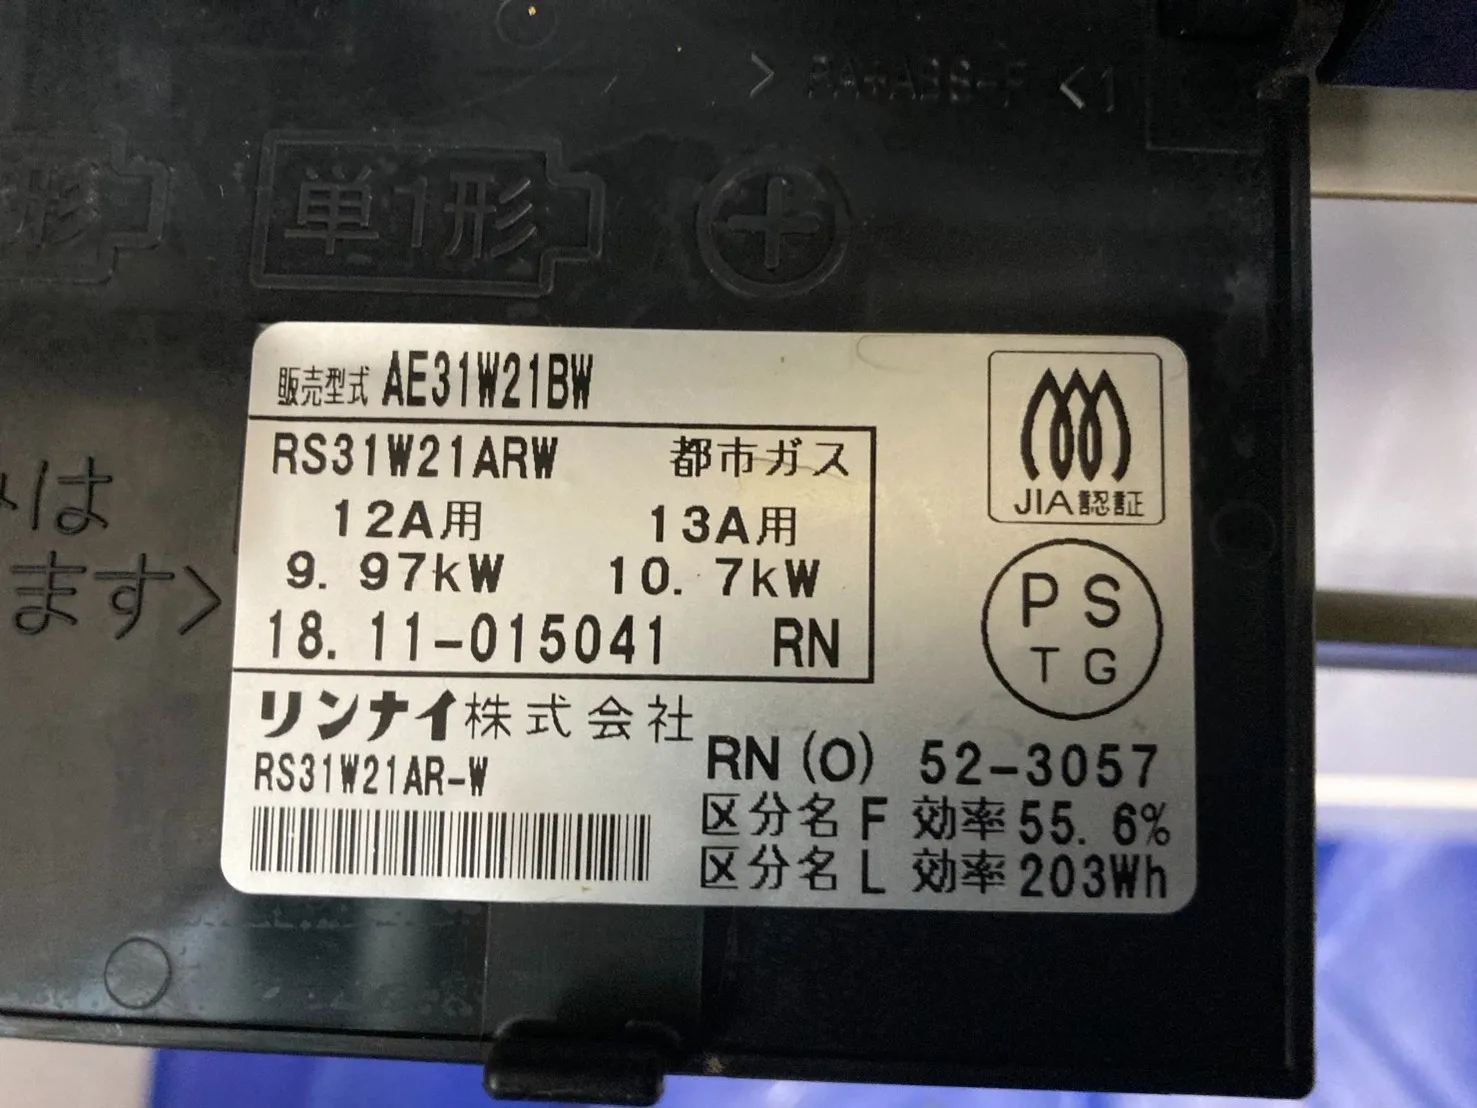 単1形
+
みは
ます>
販売型式 AE31W21BW
RS31W21ARW 都市ガス
12A用 13A用
9.97kW 10.7kW
18.11-015041 RN
リンナイ株式会社
RS31W21AR-W
JIA認証
PS
TG
RN(O) 52-3057
区分名 F 効率 55.6%
区分名 L 効率 203Wh